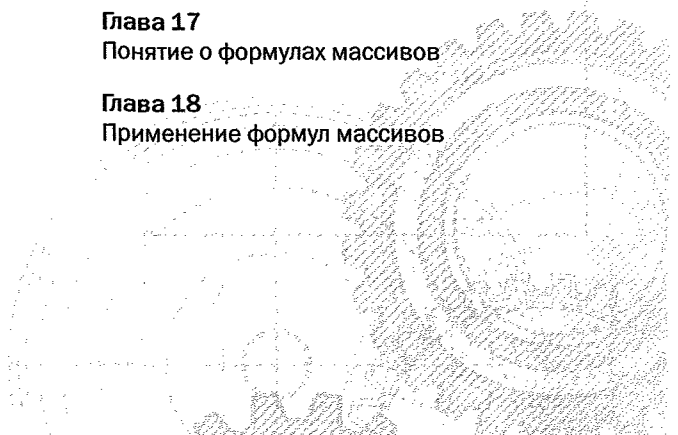 Глава 17
Понятие о формулах массивов
Глава 18
Применение формул массивов